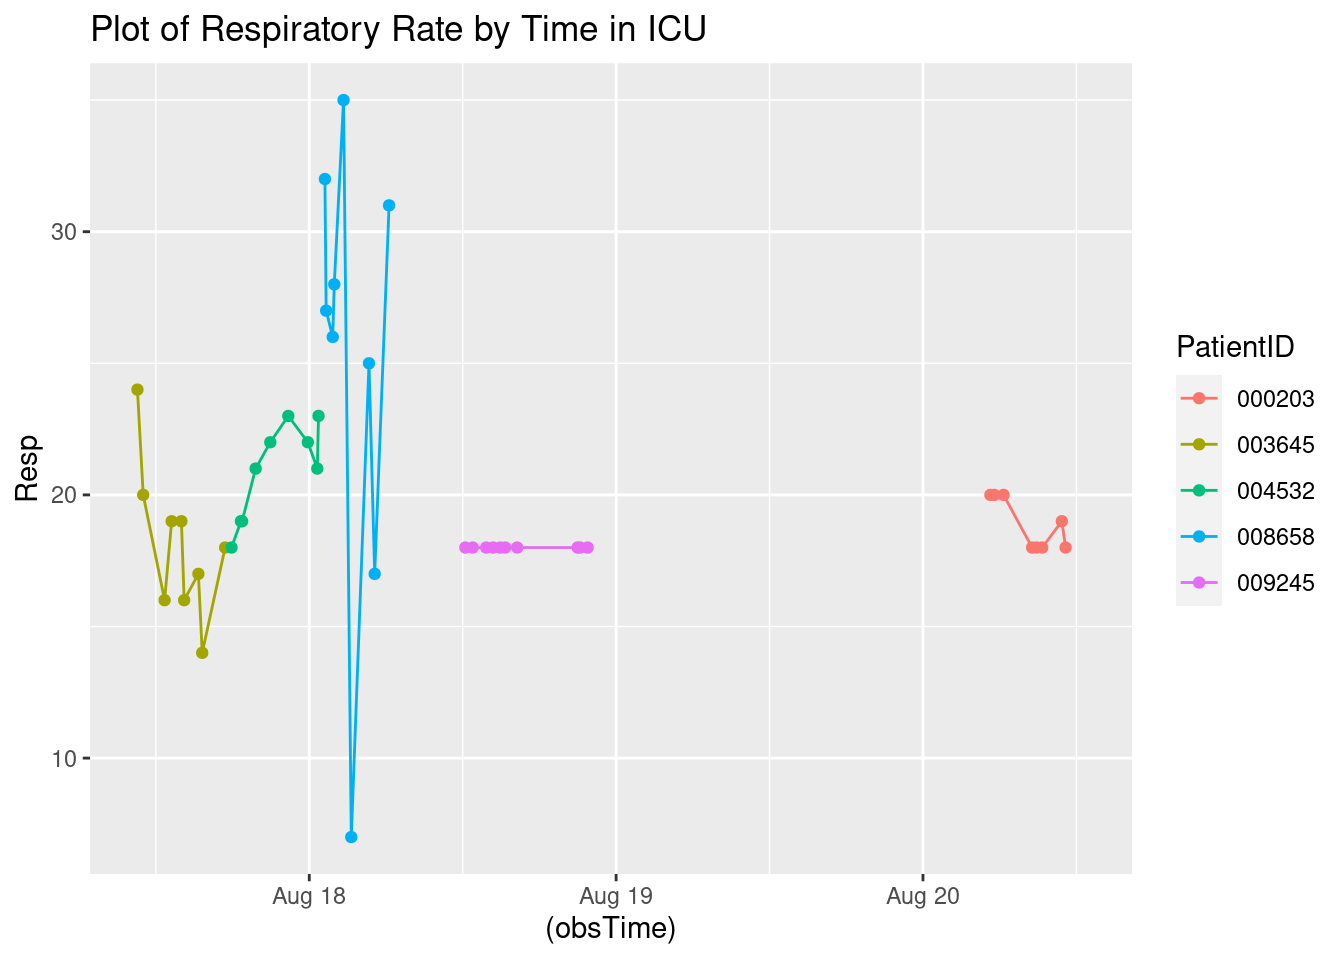 Plot of Respiratory Rate by Time in ICU
30
20
10
Resp
Aug 18
Aug 19
Aug 20
(obsTime)
PatientID
000203
003645
004532
008658
009245